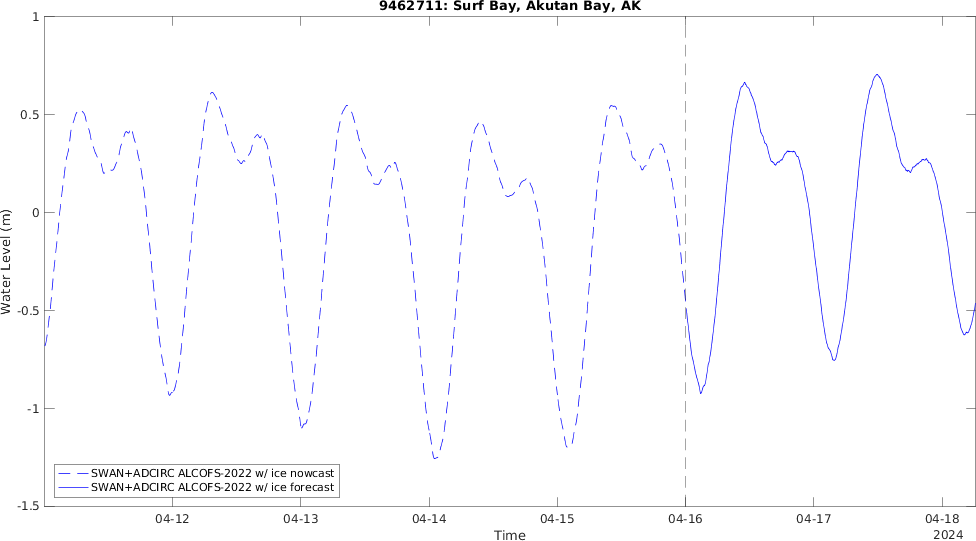 9462711: Surf Bay, Akutan Bay, AK
1
0.5
0
-0.5
-1
-1.5
Water Level (m)
SWAN+ADCIRC ALCOFS-2022 w/ ice nowcast
SWAN+ADCIRC ALCOFS-2022 w/ ice forecast
04-12 04-13 04-14 04-15 04-16 04-17 04-18
Time
2024